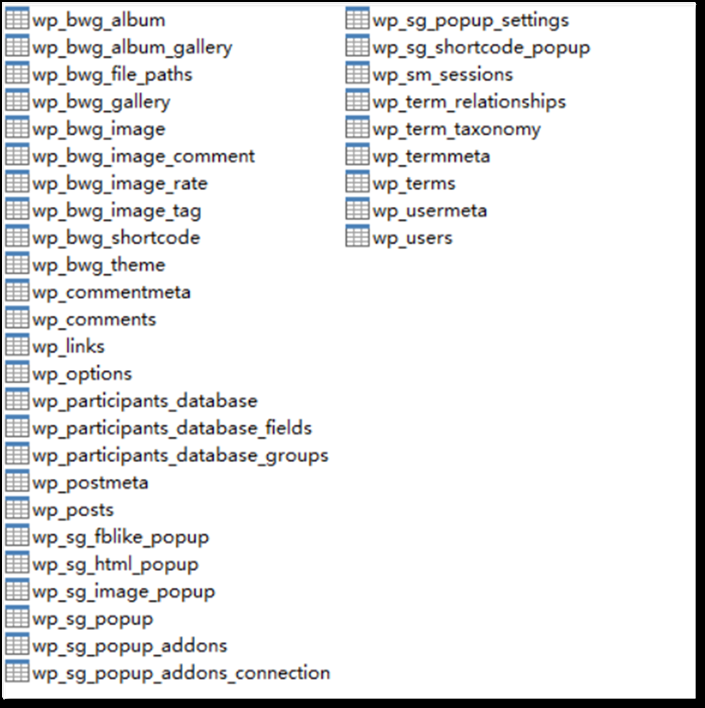 wp_bwg_album
wp_bwg_album_gallery
wp_bwg_file_paths
wp_bwg_gallery
wp_bwg_image
wp_bwg_image_comment
wp_bwg_image_rate
wp_bwg_image_tag
wp_bwg_shortcode
wp_bwg_theme
wp_commentmeta
wp_comments
wp_links
wp_options
wp_participants_database
wp_participants_database_fields
wp_participants_database_groups
wp_postmeta
wp_posts
wp_sg_fblike_popup
wp_sg_html_popup
wp_sg_image_popup
wp_sg_popup
wp_sg_popup_addons
wp_sg_popup_addons_connection
wp_sg_popup_settings
wp_sg_shortcode_popup
wp_sm_sessions
wp_term_relationships
wp_term_taxonomy
wp_termmeta
wp_terms
wp_usermeta
wp_users